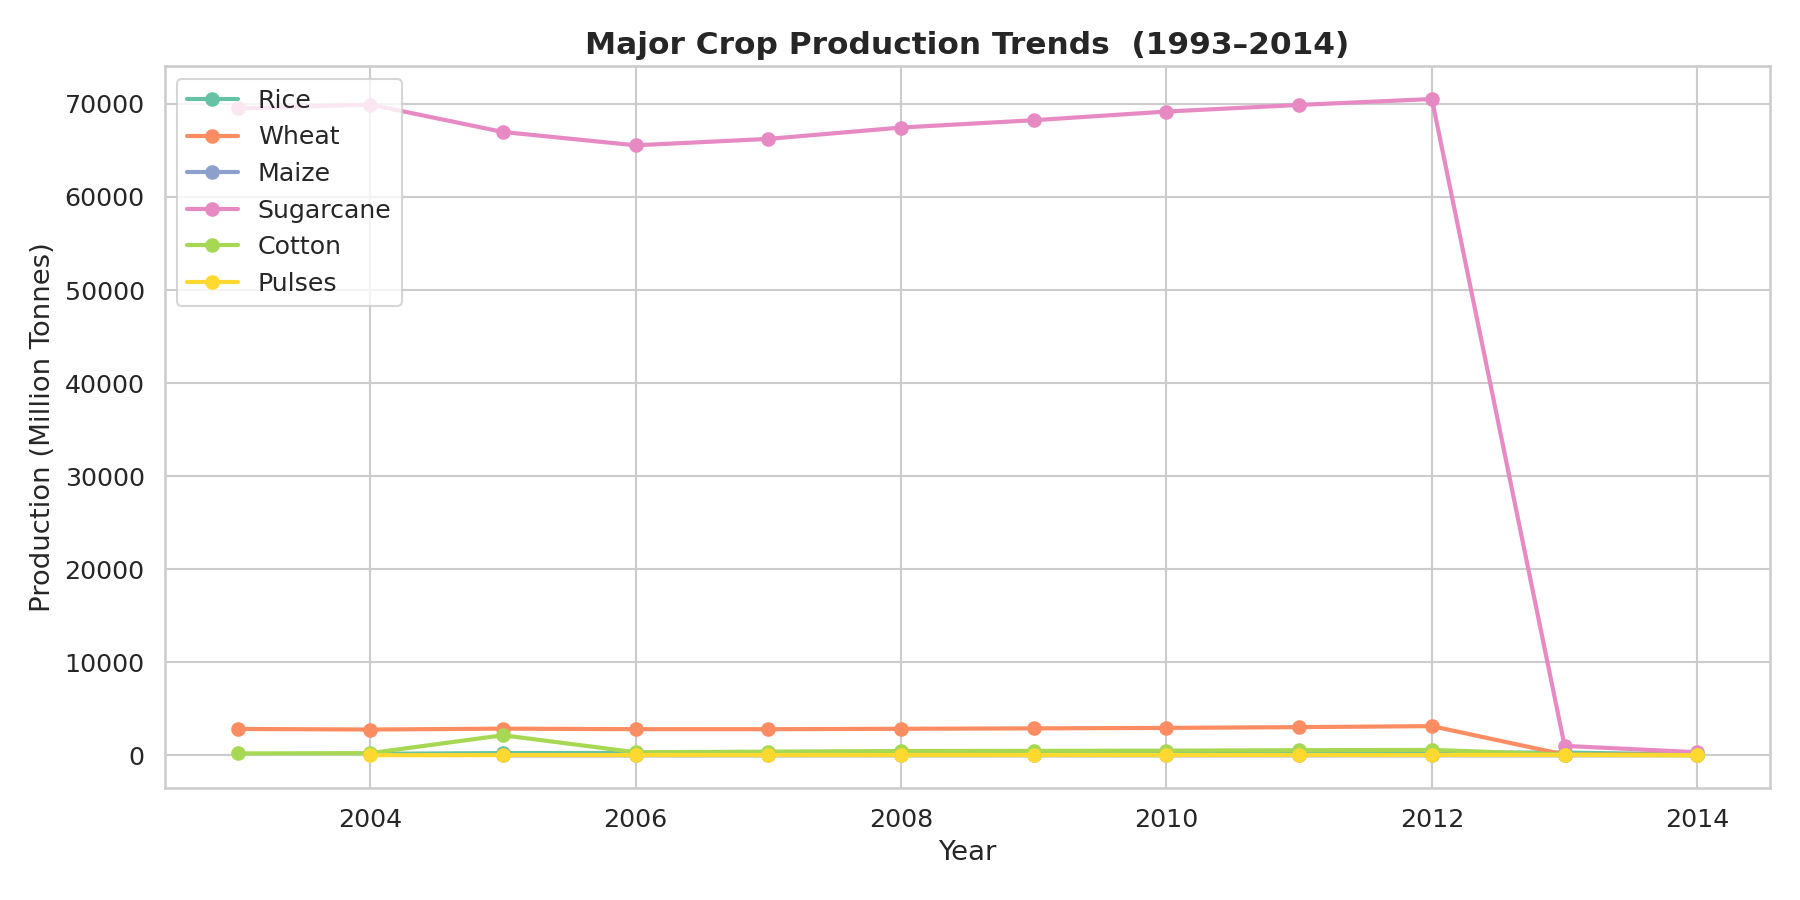 Major Crop Production Trends  (1993–2014)
Rice
Wheat
Maize
Sugarcane
Cotton
Pulses
Production (Million Tonnes)
70000
60000
50000
40000
30000
20000
10000
0
2004 2006 2008 2010 2012 2014
Year